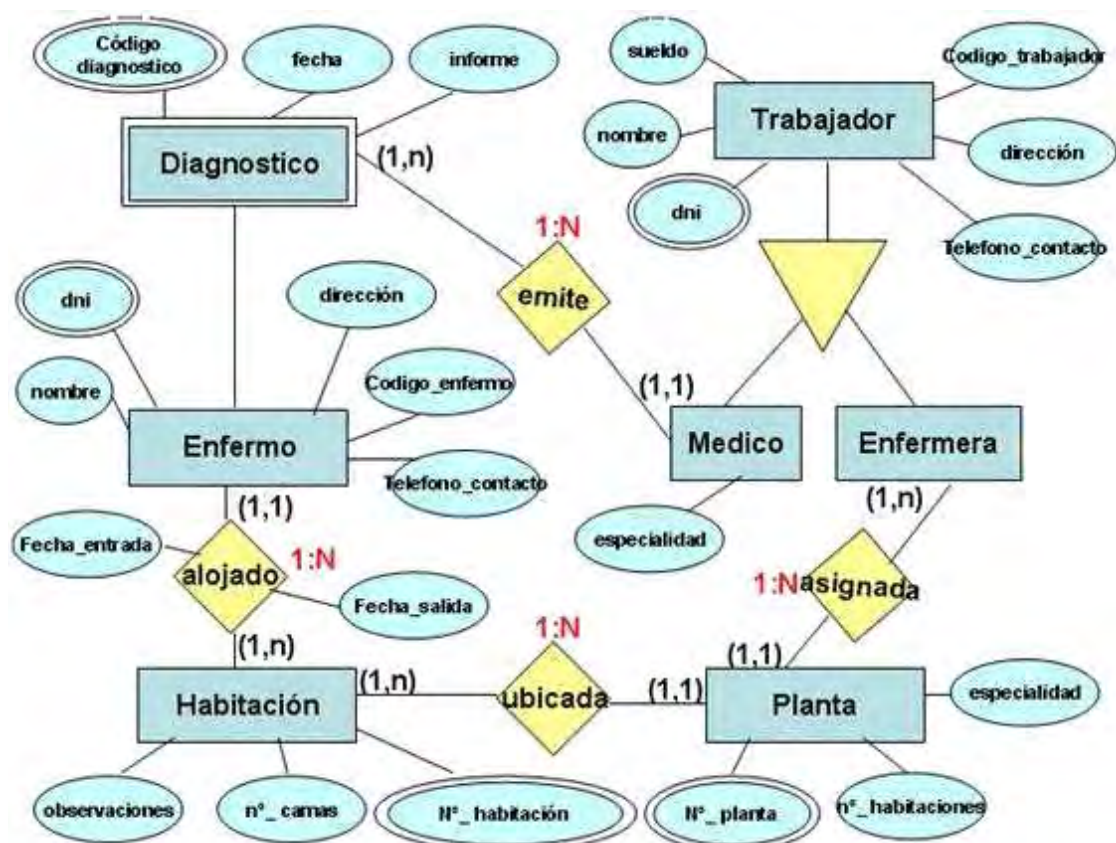 Código
diagnostico
fecha
informe
sueldo
Codigo_trabajador
Trabajador
nombre
dirección
Diagnostico
(1,n)
dni
1:N
Telefono_contacto
emite
dni
dirección
nombre
Codigo_enfermo
(1,1)
Enfermo
Medico
Enfermera
Telefono_contacto
(1,1)
(1,n)
Fecha_entrada
especialidad
alojado
1:N
1:N
asignada
Fecha_salida
1:N
(1,n)
(1,1)
(1,n)
(1,1)
especialidad
Habitación
ubicada
Planta
observaciones
n°_ camas
N°_ habitación
N°_ planta
n°_habitaciones